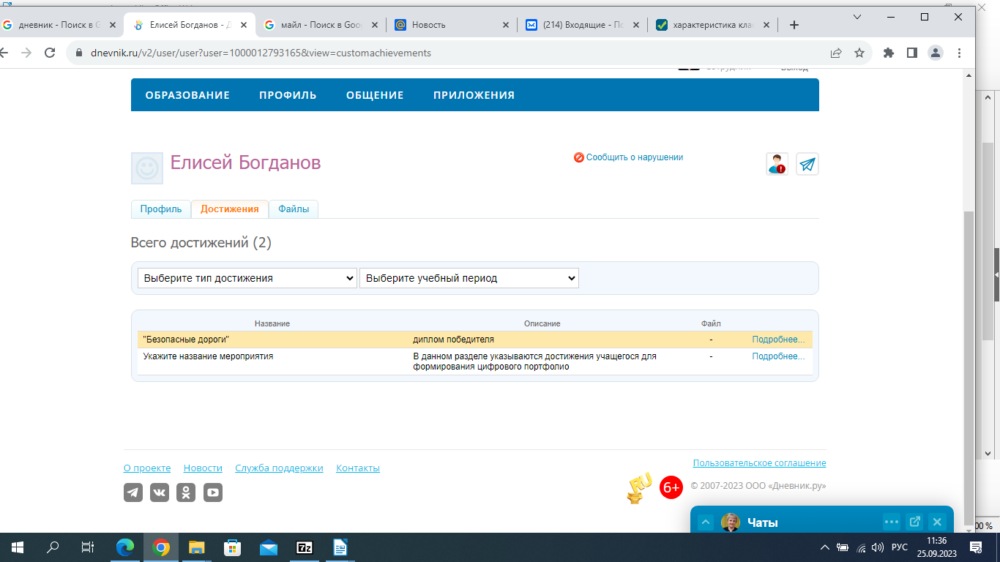 дневник - Поиск в G
Елисей Богданов - Д
майл - Поиск в Goo
Новость
(214) Входящие - По
характеристика кла
dnevnik.ru/v2/user/user?user=1000012793165&view=customachievements
Выход
ОБРАЗОВАНИЕ ПРОФИЛЬ ОБЩЕНИЕ ПРИЛОЖЕНИЯ
Елисей Богданов
Сообщить о нарушении
Профиль Достижения Файлы
Всего достижений (2)
Выберите тип достижения Выберите учебный период
Название Описание Файл
"Безопасные дороги" диплом победителя - Подробнее...
Укажите название мероприятия В данном разделе указываются достижения учащегося для - Подробнее...
формирования цифрового портфолио
О проекте Новости Служба поддержки Контакты
Пользовательское соглашение
RU 6+ © 2007-2023 ООО «Дневник.ру»
Чаты
00 %
7z
РУС
11:36
25.09.2023